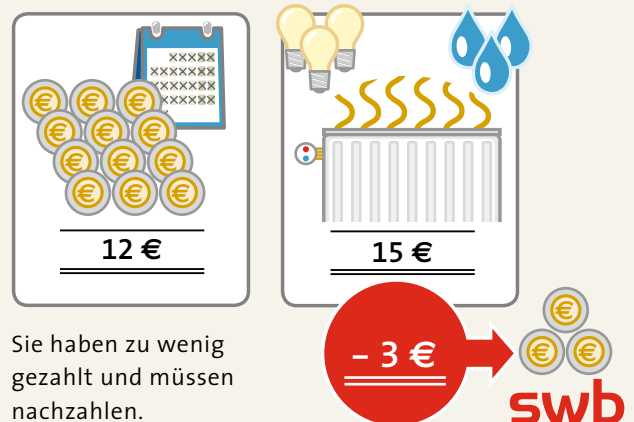 12 €
15 €
Sie haben zu wenig
gezahlt und müssen
nachzahlen.
– 3 €
swb